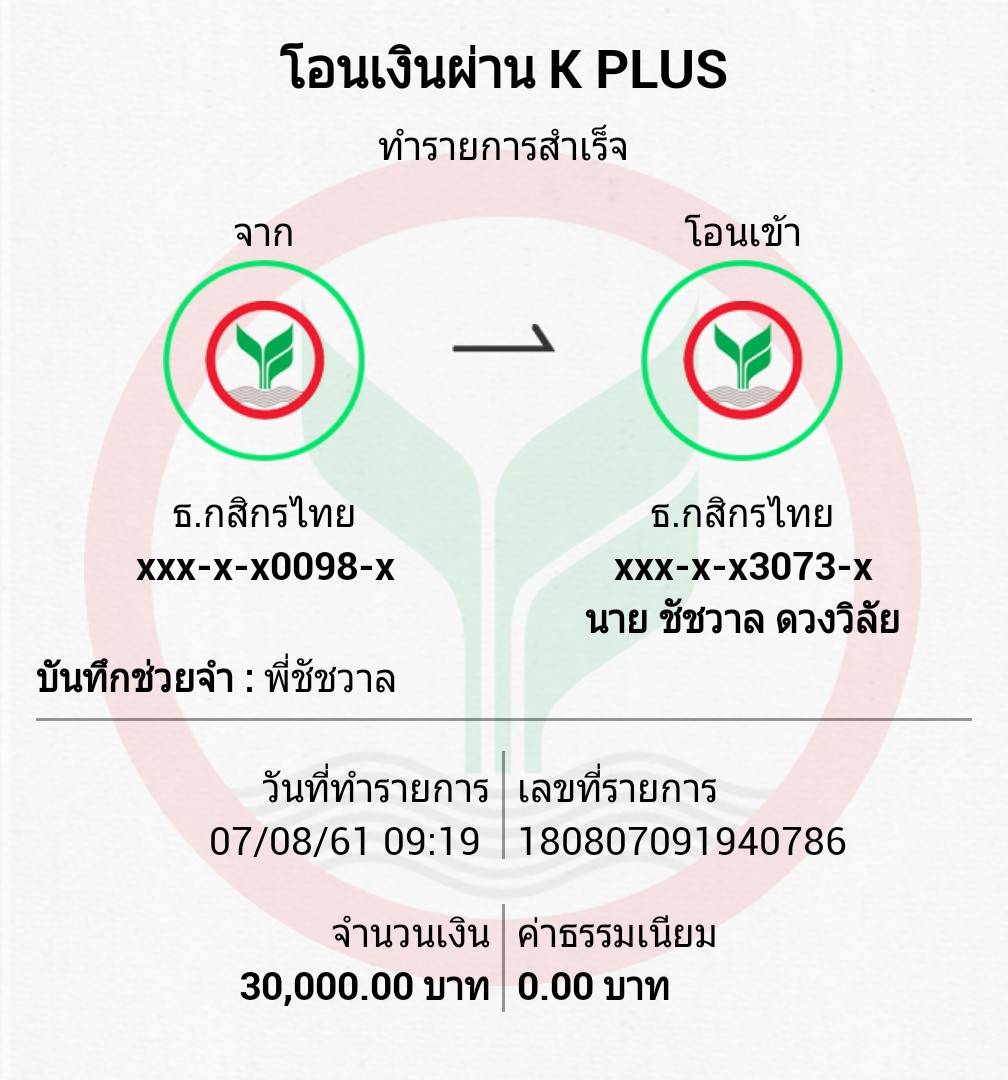 โอนเงินผ่าน K PLUS
ทำรายการสำเร็จ
จาก
โอนเข้า
ธ.กสิกรไทย
xxx-x-x0098-x
ธ.กสิกรไทย
xxx-x-x3073-x
นาย ชัชวาล ดวงวิลัย
บันทึกช่วยจำ : พี่ชัชวาล
วันที่ทำรายการ
07/08/61 09:19
เลขที่รายการ
180807091940786
จำนวนเงิน
30,000.00 บาท
ค่าธรรมเนียม
0.00 บาท